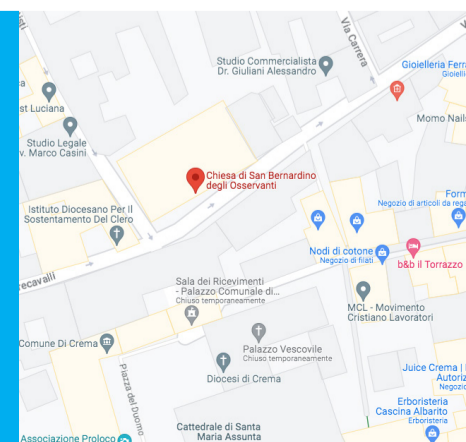 Via Carrera
Studio Commercialista
Dr. Giuliani Alessandro
Gioielleria Ferr
Gioielli
st Luciana
Momo Nail
Studio Legale
v. Marco Casini
Chiesa di San Bernardino
degli Osservanti
Istituto Diocesano Per Il
Sostentamento Del Clero
Form
Negozio di articoli da rega
Nodi di cotone
Negozio di filati
b&b il Torrazzo
ecavalli
Sala dei Ricevimenti
- Palazzo Comunale di...
Chiuso temporaneamente
MCL - Movimento
Cristiano Lavoratori
Comune Di Crema
Palazzo Vescovile
Chiuso temporaneamente
Piazza del Duomo
Diocesi di Crema
Juice Crema |
Autoriz
Negozio
Erboristeria
Cascina Albarito
Erboristeria
Cattedrale di Santa
Maria Assunta
Associazione Proloco